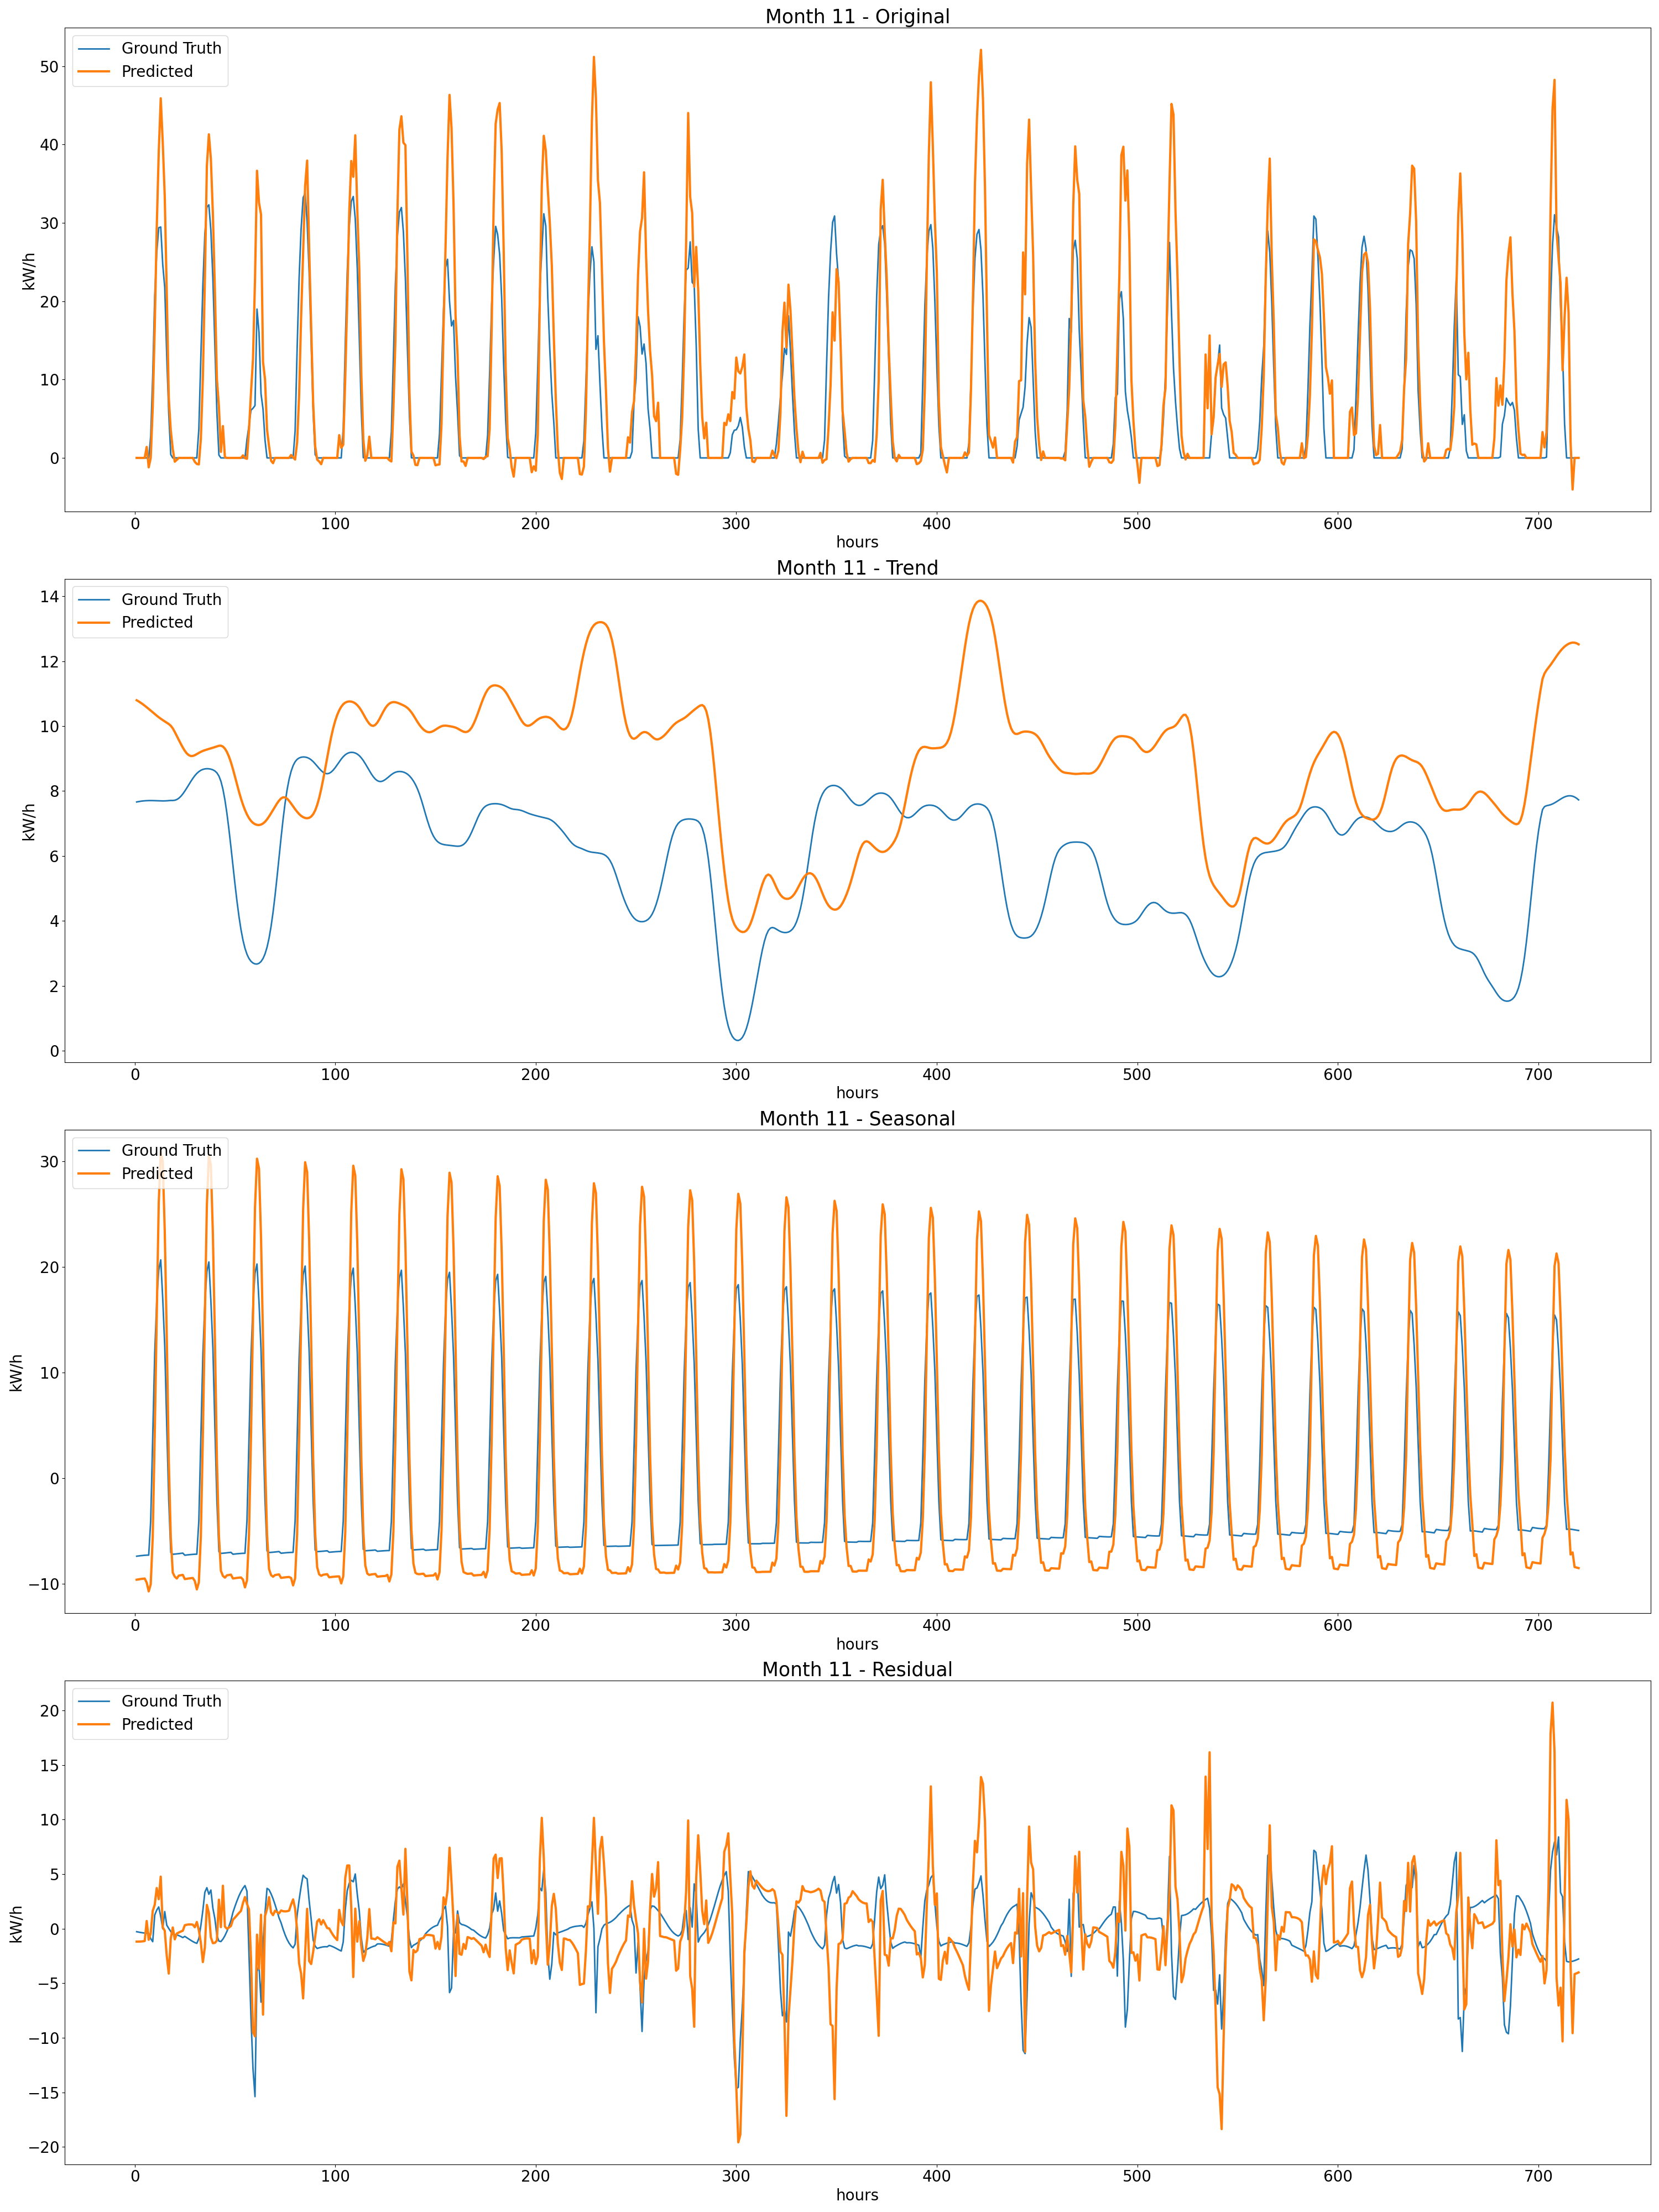 Month 11 - Original
Ground Truth
Predicted
50
40
30
20
10
0
kW/h
0 100 200 300 400 500 600 700
hours
Month 11 - Trend
Ground Truth
Predicted
14
12
10
8
6
4
2
0
kW/h
0 100 200 300 400 500 600 700
hours
Month 11 - Seasonal
Ground Truth
Predicted
30
20
10
0
−10
kW/h
0 100 200 300 400 500 600 700
hours
Month 11 - Residual
Ground Truth
Predicted
20
15
10
5
0
−5
−10
−15
−20
kW/h
0 100 200 300 400 500 600 700
hours